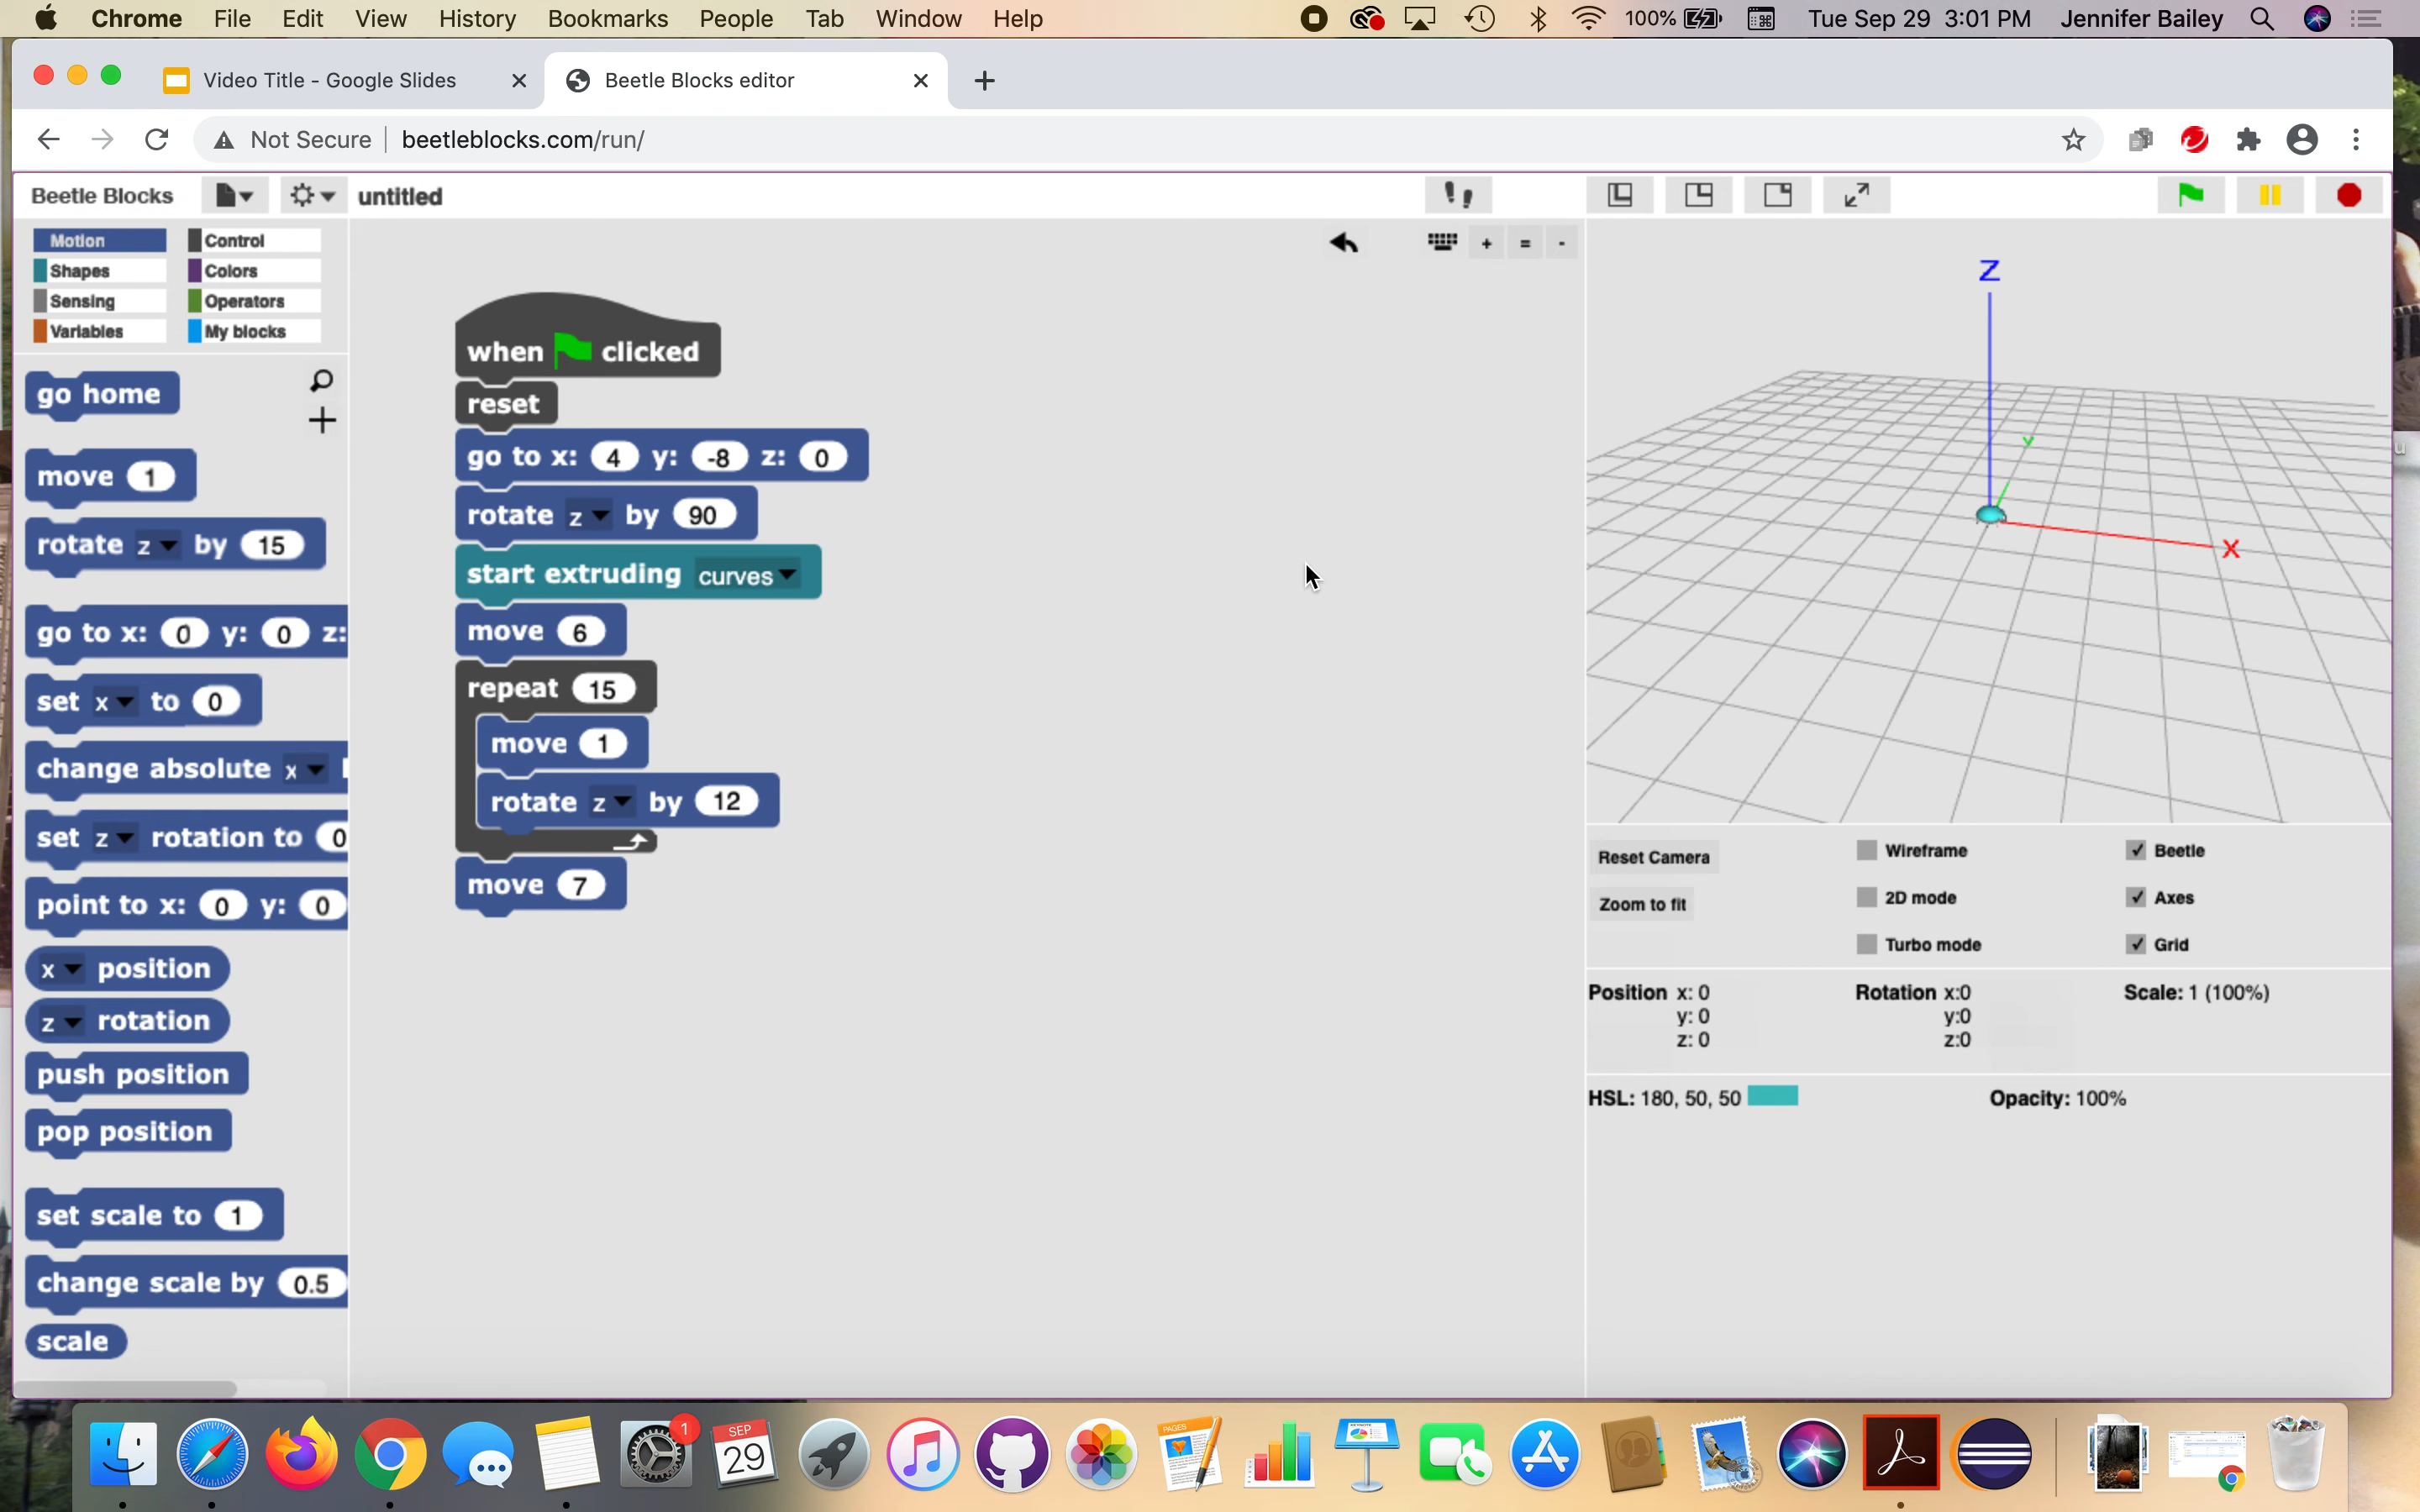 Chrome File Edit View History Bookmarks People Tab Window Help 100% Tue Sep 29 3:01 PM Jennifer Bailey
Video Title - Google Slides
Beetle Blocks editor
Not Secure beetleblocks.com/run/
Beetle Blocks untitled
Motion Control
Shapes Colors
Sensing Operators
Variables My blocks
go home
move 1
rotate z by 15
go to x: 0 y: 0 z:
set x to 0
change absolute x
set z rotation to 0
point to x: 0 y: 0
x position
z rotation
push position
pop position
set scale to 1
change scale by 0.5
scale
+ = -
when clicked
reset
go to x: 4 y: -8 z: 0
rotate z by 90
start extruding curves
move 6
repeat 15
move 1
rotate z by 12
move 7
Z
Y
X
Reset Camera Wireframe Beetle
Zoom to fit 2D mode Axes
Turbo mode Grid
Position x: 0 Rotation x:0 Scale: 1 (100%)
y: 0 y:0
z: 0 z:0
HSL: 180, 50, 50 Opacity: 100%
1
SEP
29
PAGES
KEYNOTE